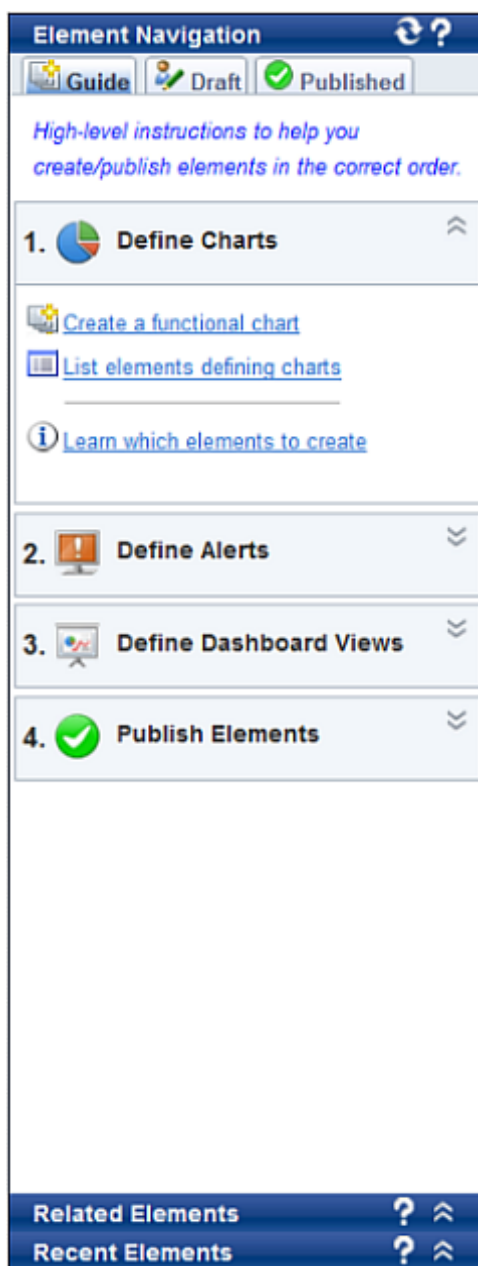 Element Navigation ?
Guide Draft Published
High-level instructions to help you
create/publish elements in the correct order.
1. Define Charts
Create a functional chart
List elements defining charts
Learn which elements to create
2. Define Alerts
3. Define Dashboard Views
4. Publish Elements
Related Elements ?
Recent Elements ?